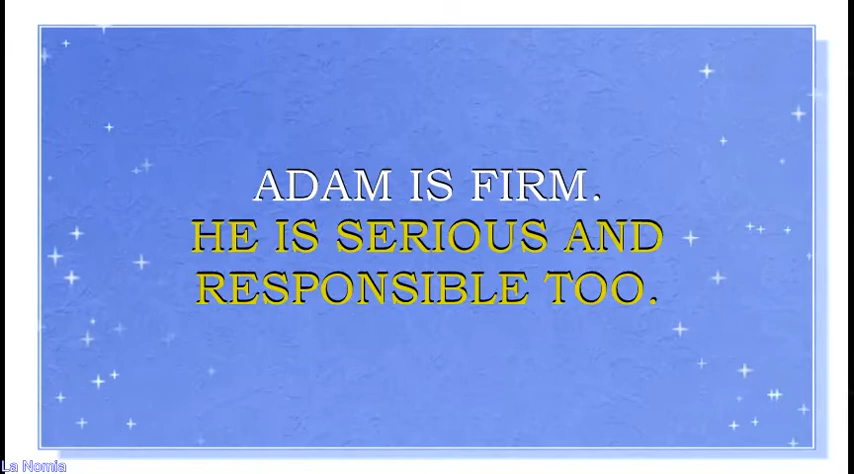 ADAM IS FIRM.
HE IS SERIOUS AND
RESPONSIBLE TOO.
La Nomia